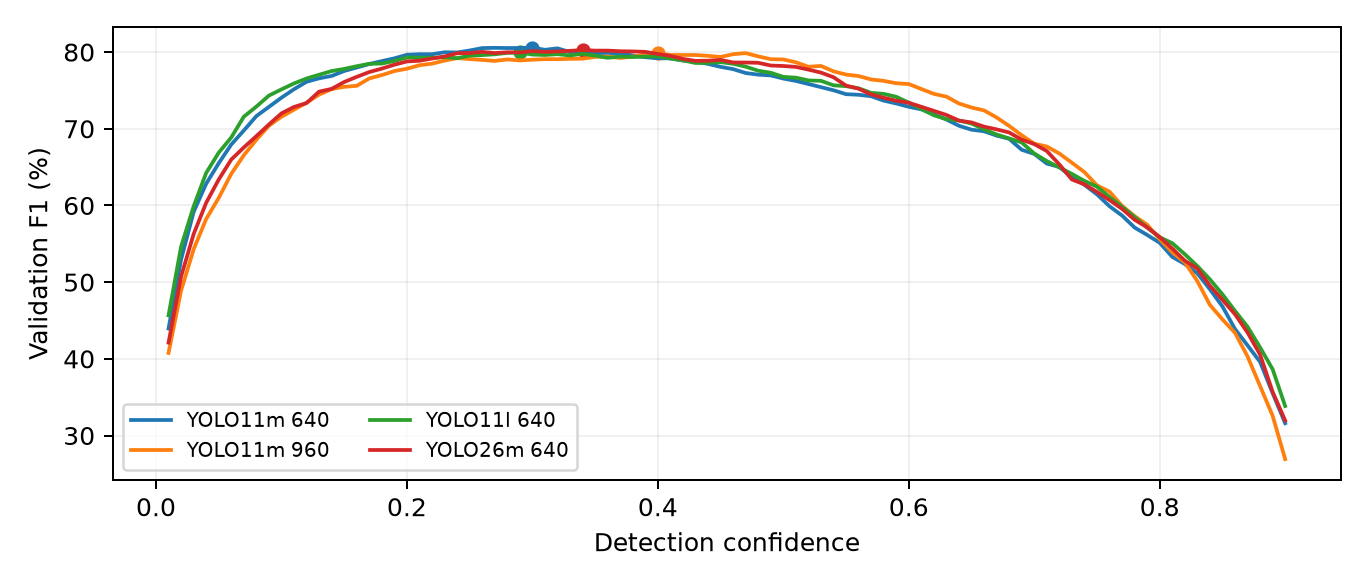 80
70
60
50
40
30
Validation F1 (%)
YOLO11m 640
YOLO11m 960
YOLO11l 640
YOLO26m 640
0.0 0.2 0.4 0.6 0.8
Detection confidence